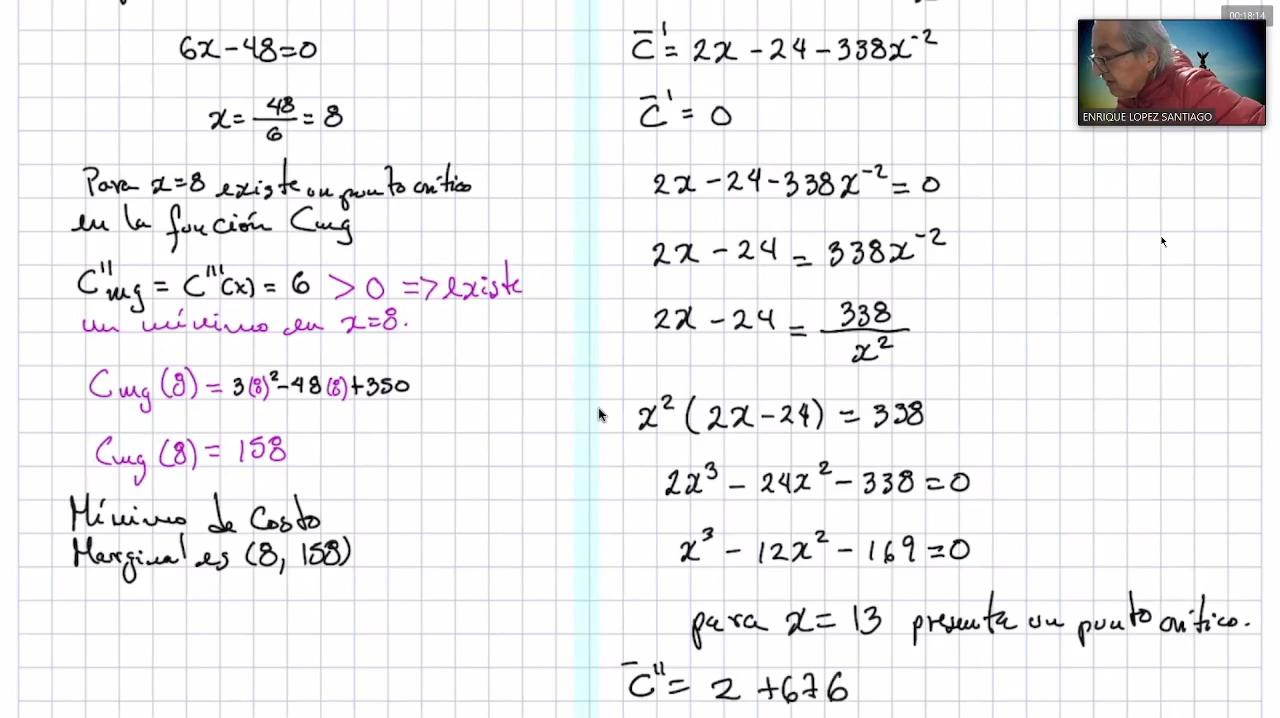 6x-48=0
x= 48/6 = 8
Para x=8 existe un punto crítico
en la función Cmg
C''mg = C'''(x) = 6 > 0 => existe
un mínimo en x=8.
Cmg (8) = 3(8)²-48(8)+350
Cmg (8) = 158
Mínimo de Costo
Marginal es (8, 158)
C̄' = 2x - 24 - 338x⁻²
C̄' = 0
2x - 24 - 338x⁻² = 0
2x - 24 = 338x⁻²
2x - 24 = 338/x²
x² (2x-24) = 338
2x³ - 24x² - 338 = 0
x³ - 12x² - 169 = 0
para x = 13 presenta un punto crítico.
C̄'' = 2 + 676
00:18:14
ENRIQUE LOPEZ SANTIAGO